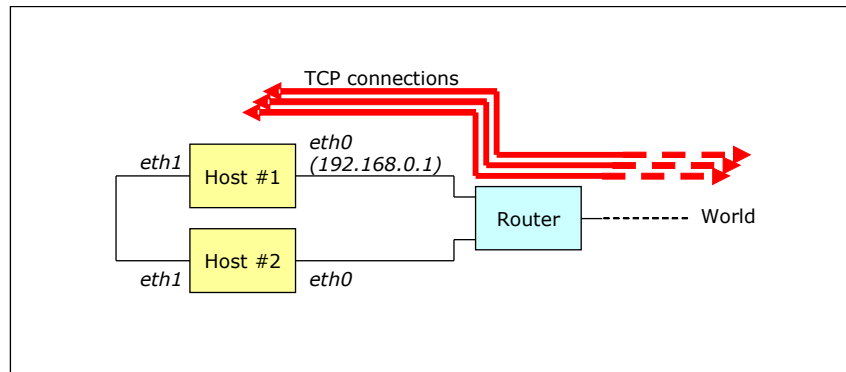 TCP connections
eth0
(192.168.0.1)
eth1
Host #1
Router
World
Host #2
eth1
eth0